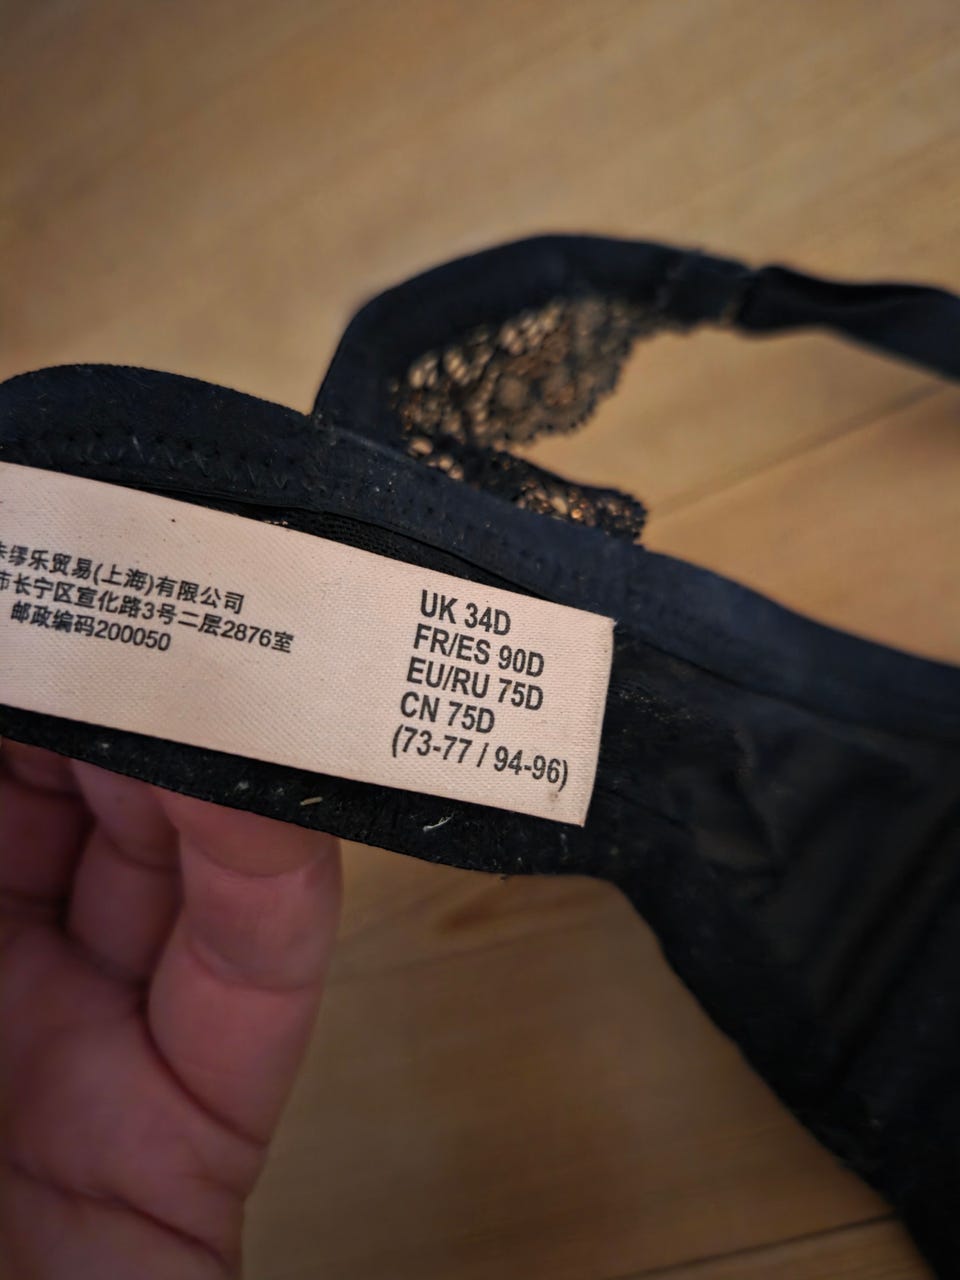 缪乐贸易(上海)有限公司
市长宁区宣化路3号二层2876室
邮政编码200050
UK 34D
FR/ES 90D
EU/RU 75D
CN 75D
(73-77 / 94-96)